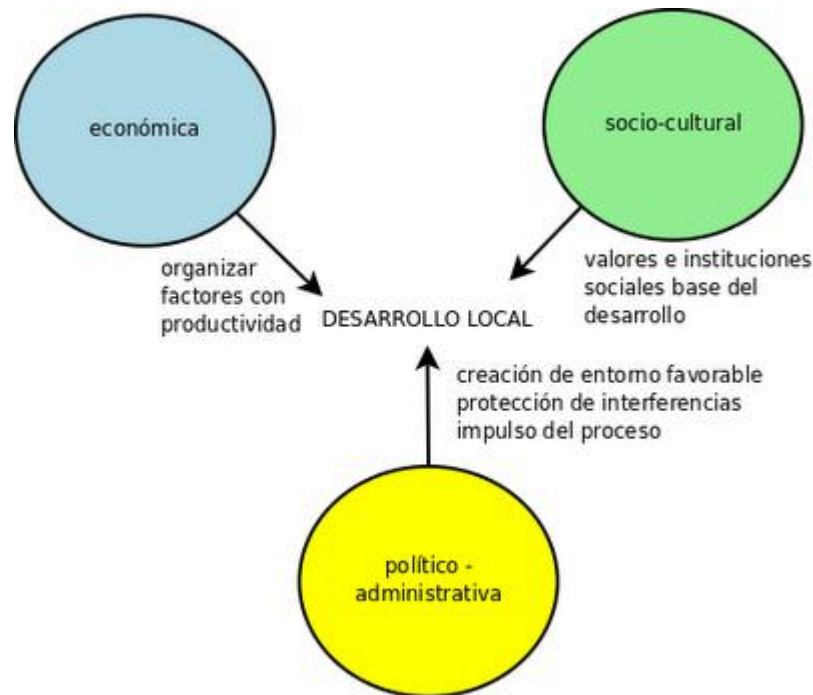 económica
socio-cultural
organizar
factores con
productividad
valores e instituciones
sociales base del
desarrollo
DESARROLLO LOCAL
creación de entorno favorable
protección de interferencias
impulso del proceso
político -
administrativa